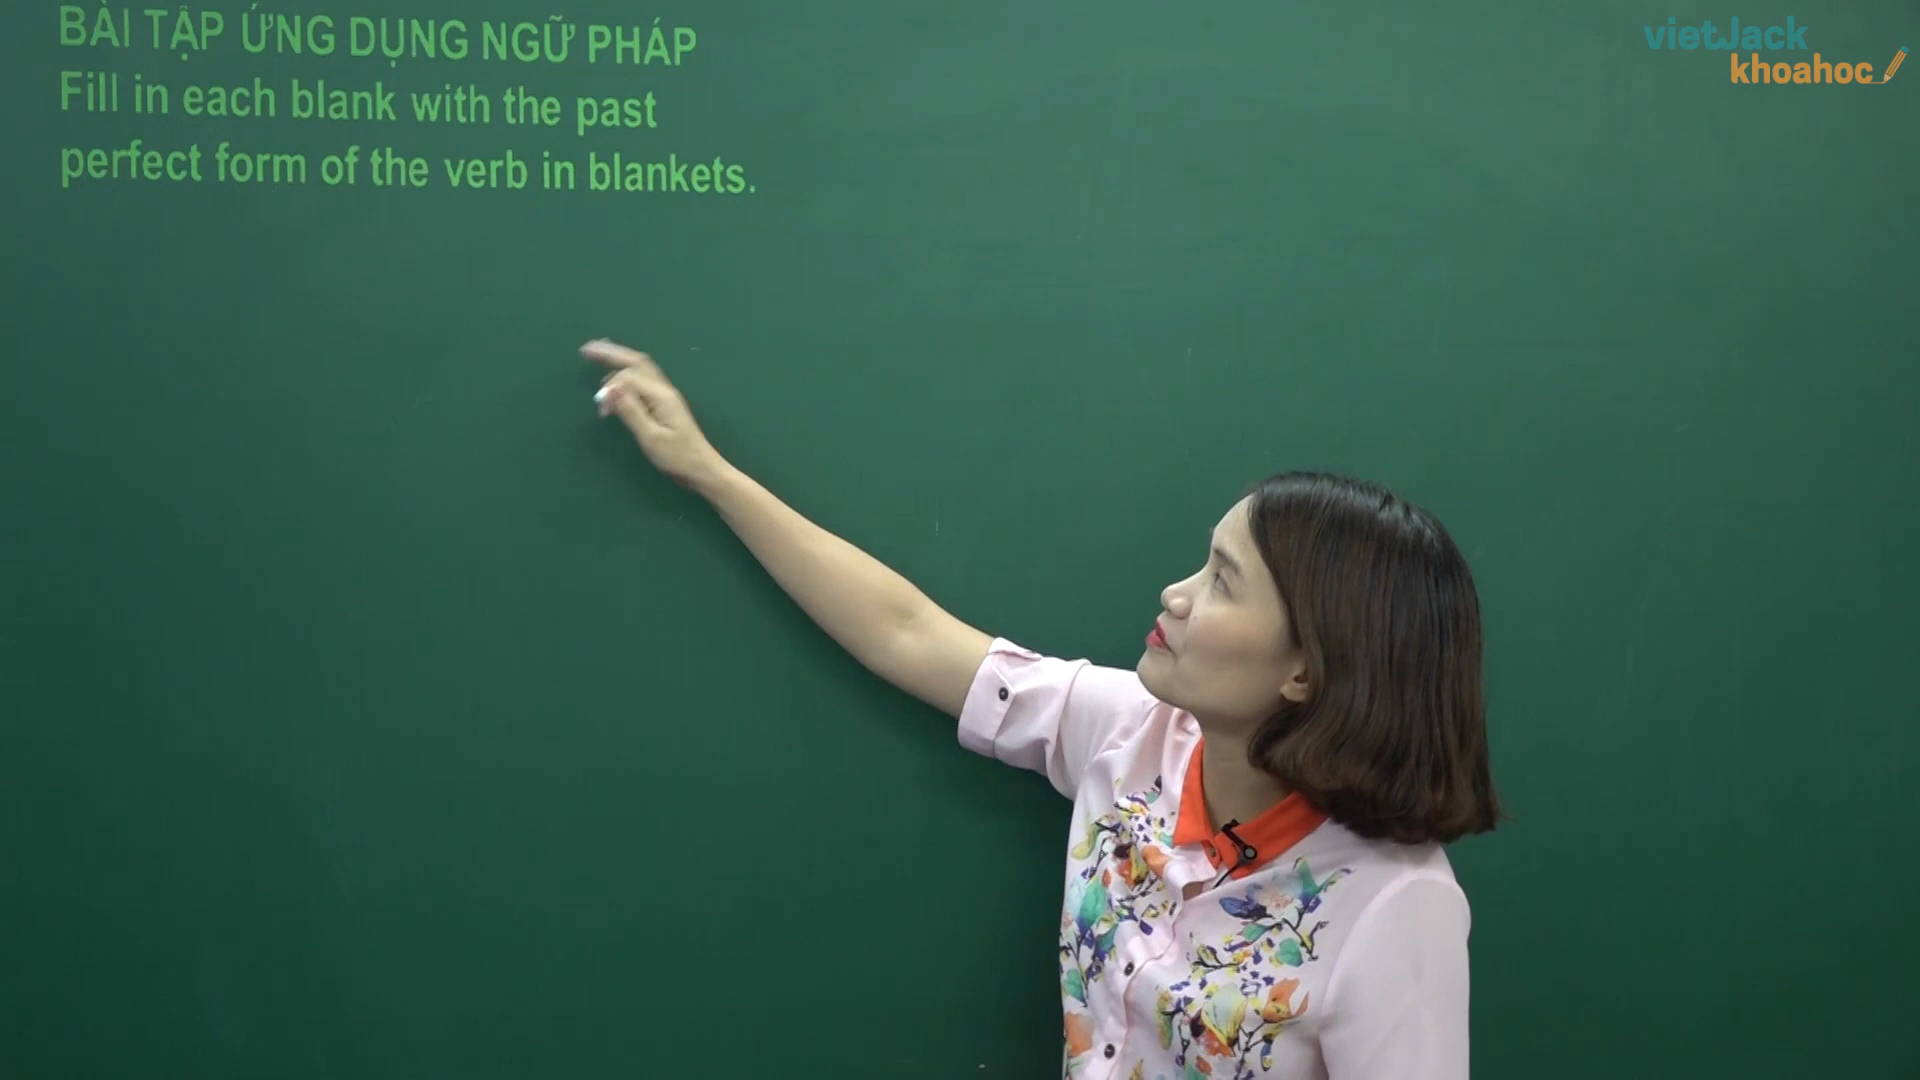 BÀI TẬP ỨNG DỤNG NGỮ PHÁP
Fill in each blank with the past
perfect form of the verb in blankets.
vietJack
khoahoc